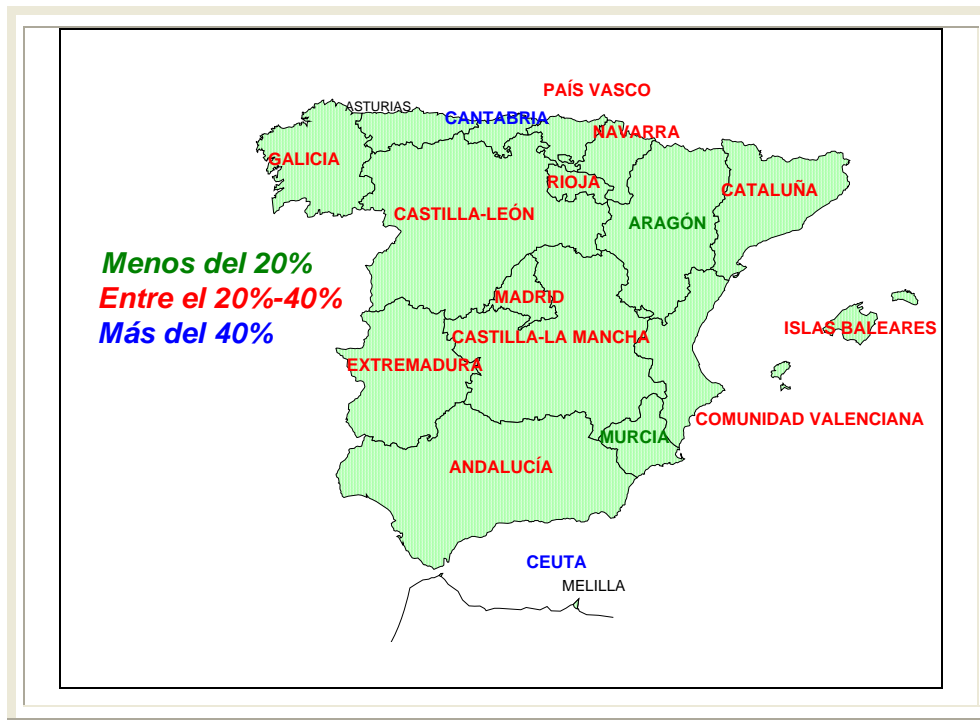 PAÍS VASCO
ASTURIAS
CANTABRIA
NAVARRA
GALICIA
RIOJA
CATALUÑA
CASTILLA-LEÓN
ARAGÓN
Menos del 20%
Entre el 20%-40%
Más del 40%
MADRID
ISLAS BALEARES
CASTILLA-LA MANCHA
EXTREMADURA
COMUNIDAD VALENCIANA
MURCIA
ANDALUCÍA
CEUTA
MELILLA